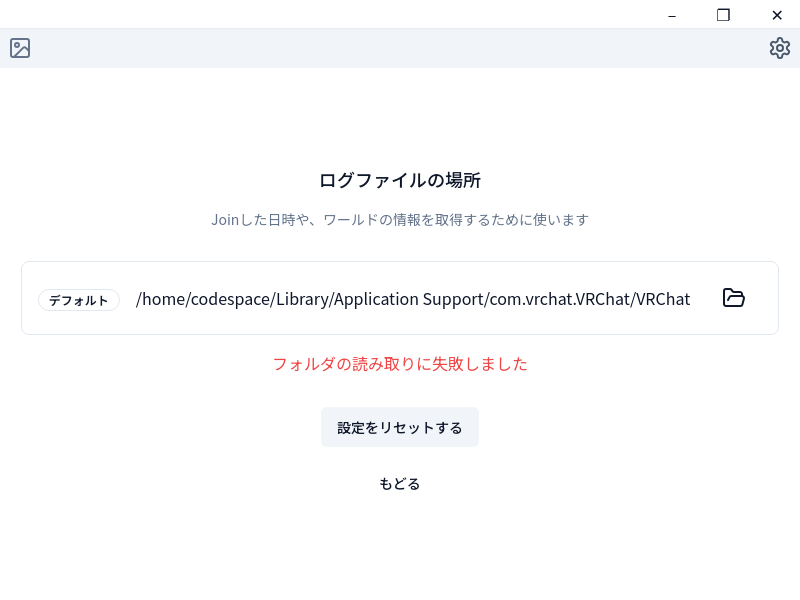 ログファイルの場所
Joinした日時や、ワールドの情報を取得するために使います
デフォルト /home/codespace/Library/Application Support/com.vrchat.VRChat/VRChat
フォルダの読み取りに失敗しました
設定をリセットする
もどる